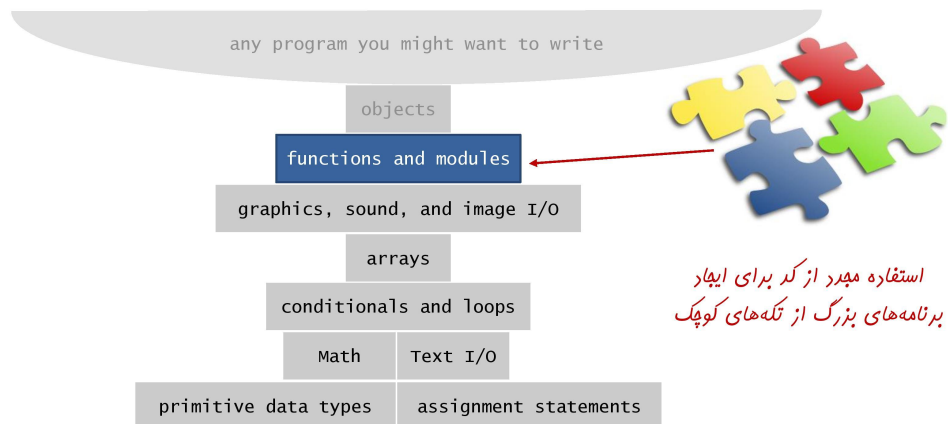 any program you might want to write
objects
functions and modules
graphics, sound, and image I/O
arrays
conditionals and loops
Math
Text I/O
primitive data types
assignment statements
استفاده مجدد از کد برای ایجاد
برنامه‌های بزرگ از تکه‌های کوچک